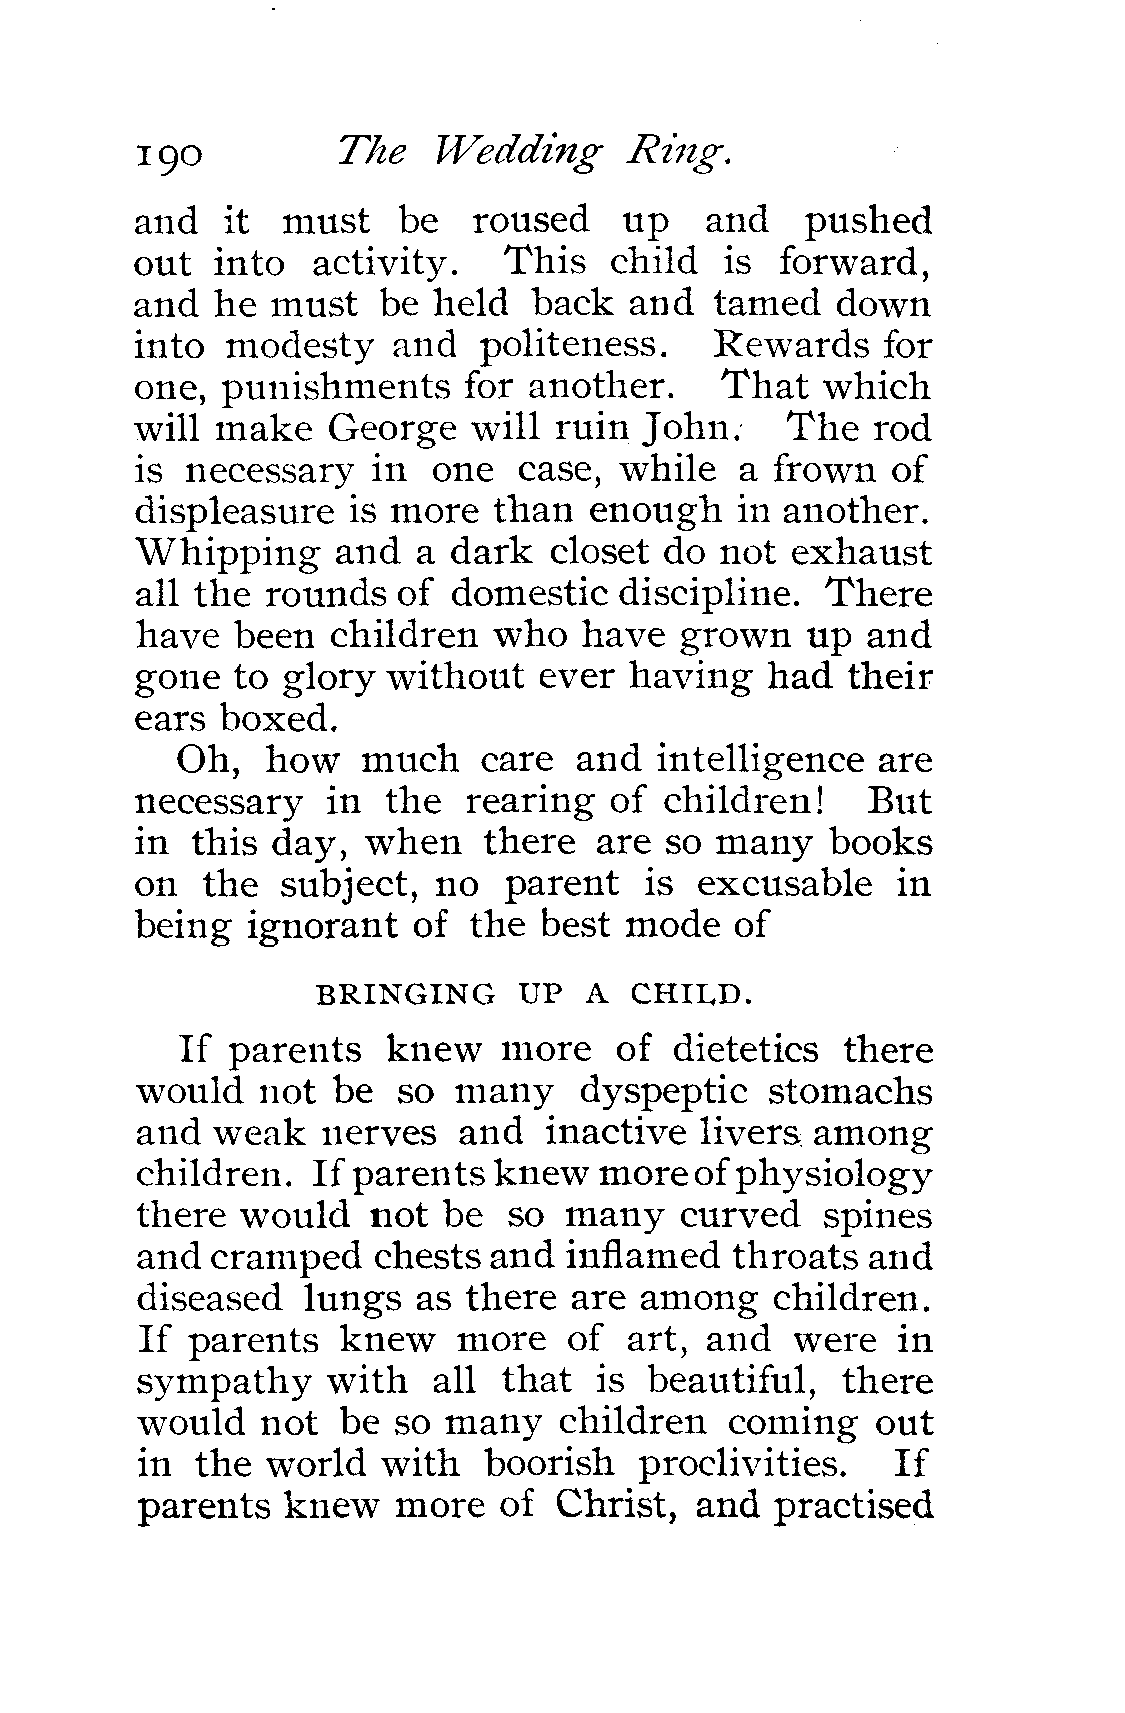 190 The Wedding Ring.
and it must be roused up and pushed
out into activity. This child is forward,
and he must be held back and tamed down
into modesty and politeness. Rewards for
one, punishments for another. That which
will make George will ruin John. The rod
is necessary in one case, while a frown of
displeasure is more than enough in another.
Whipping and a dark closet do not exhaust
all the rounds of domestic discipline. There
have been children who have grown up and
gone to glory without ever having had their
ears boxed.
Oh, how much care and intelligence are
necessary in the rearing of children! But
in this day, when there are so many books
on the subject, no parent is excusable in
being ignorant of the best mode of
BRINGING UP A CHILD.
If parents knew more of dietetics there
would not be so many dyspeptic stomachs
and weak nerves and inactive livers among
children. If parents knew more of physiology
there would not be so many curved spines
and cramped chests and inflamed throats and
diseased lungs as there are among children.
If parents knew more of art, and were in
sympathy with all that is beautiful, there
would not be so many children coming out
in the world with boorish proclivities. If
parents knew more of Christ, and practised